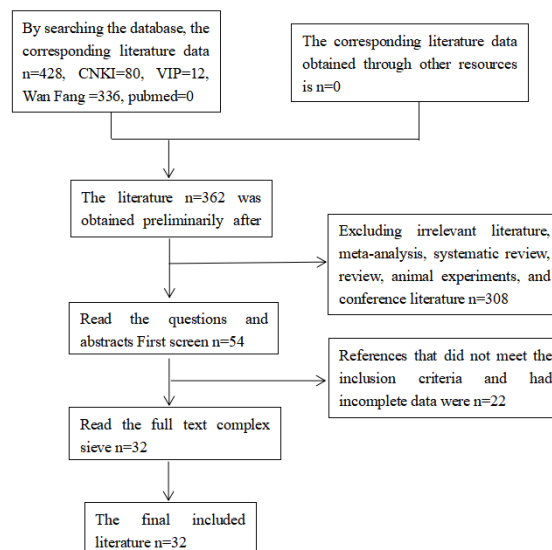 By searching the database, the
corresponding literature data
n=428, CNKI=80, VIP=12,
Wan Fang =336, pubmed=0
The corresponding literature data
obtained through other resources
is n=0
The literature n=362 was
obtained preliminarily after
Excluding irrelevant literature,
meta-analysis, systematic review,
review, animal experiments, and
conference literature n=308
Read the questions and
abstracts First screen n=54
References that did not meet the
inclusion criteria and had
incomplete data were n=22
Read the full text complex
sieve n=32
The final included
literature n=32